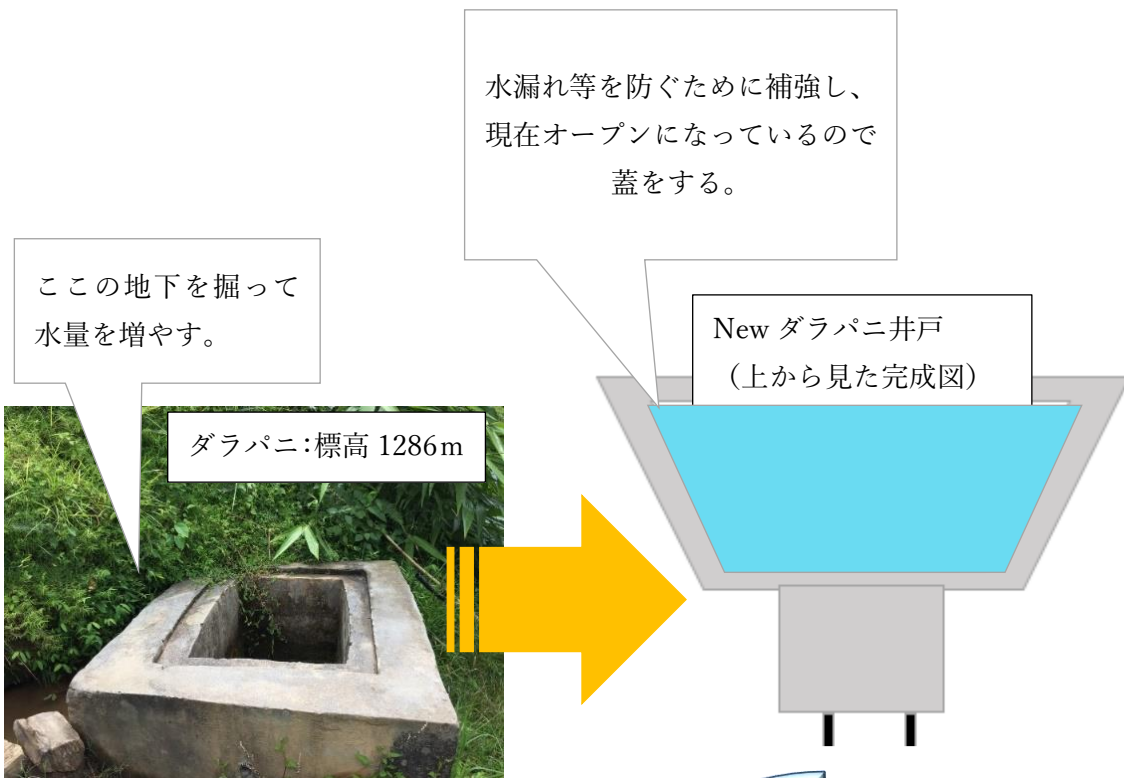 水漏れ等を防ぐために補強し、
現在オープンになっているので
蓋をする。
ここの地下を掘って
水量を増やす。
New ダラパニ井戸
（上から見た完成図）
ダラパニ：標高 1286m